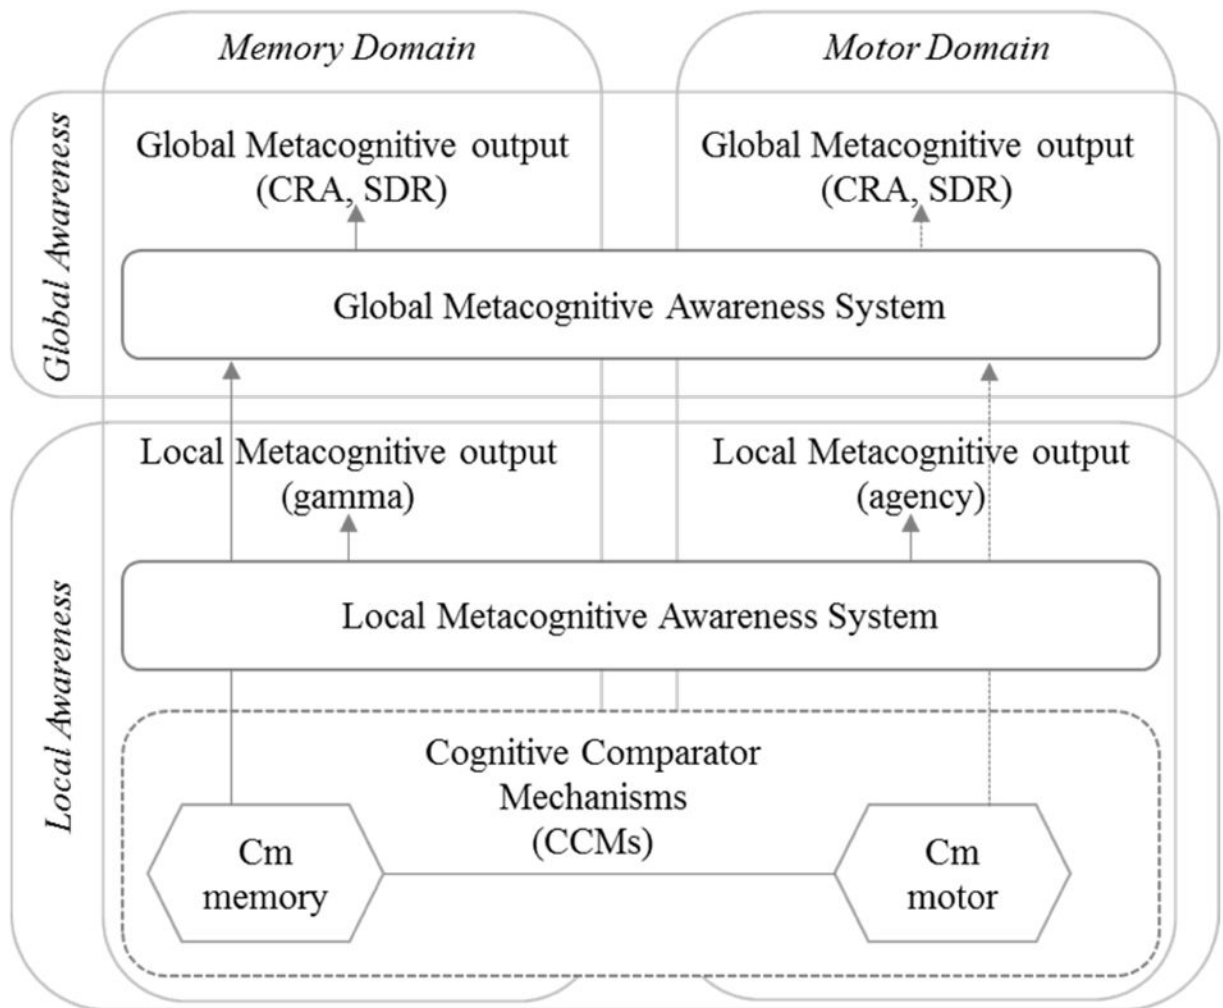 Memory Domain
Motor Domain
Global Awareness
Global Metacognitive output
(CRA, SDR)
Global Metacognitive output
(CRA, SDR)
Global Metacognitive Awareness System
Local Awareness
Local Metacognitive output
(gamma)
Local Metacognitive output
(agency)
Local Metacognitive Awareness System
Cognitive Comparator
Mechanisms
(CCMs)
Cm
memory
Cm
motor